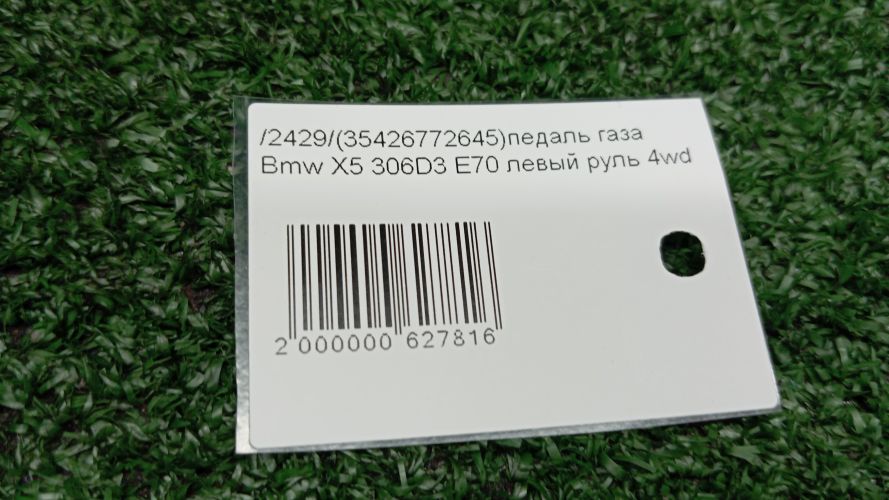 /2429/(35426772645)педаль газа
Bmw X5 306D3 E70 левый руль 4wd
2 000000 627816